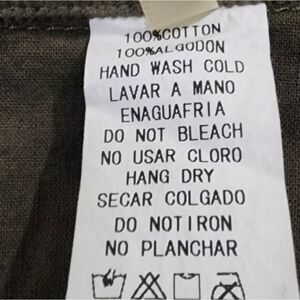 100%COTTON
100%ALGODON
HAND WASH COLD
LAVAR A MANO
ENAGUAFRIA
DO NOT BLEACH
NO USAR CLORO
HANG DRY
SECAR COLGADO
DO NOTIRON
NO PLANCHAR